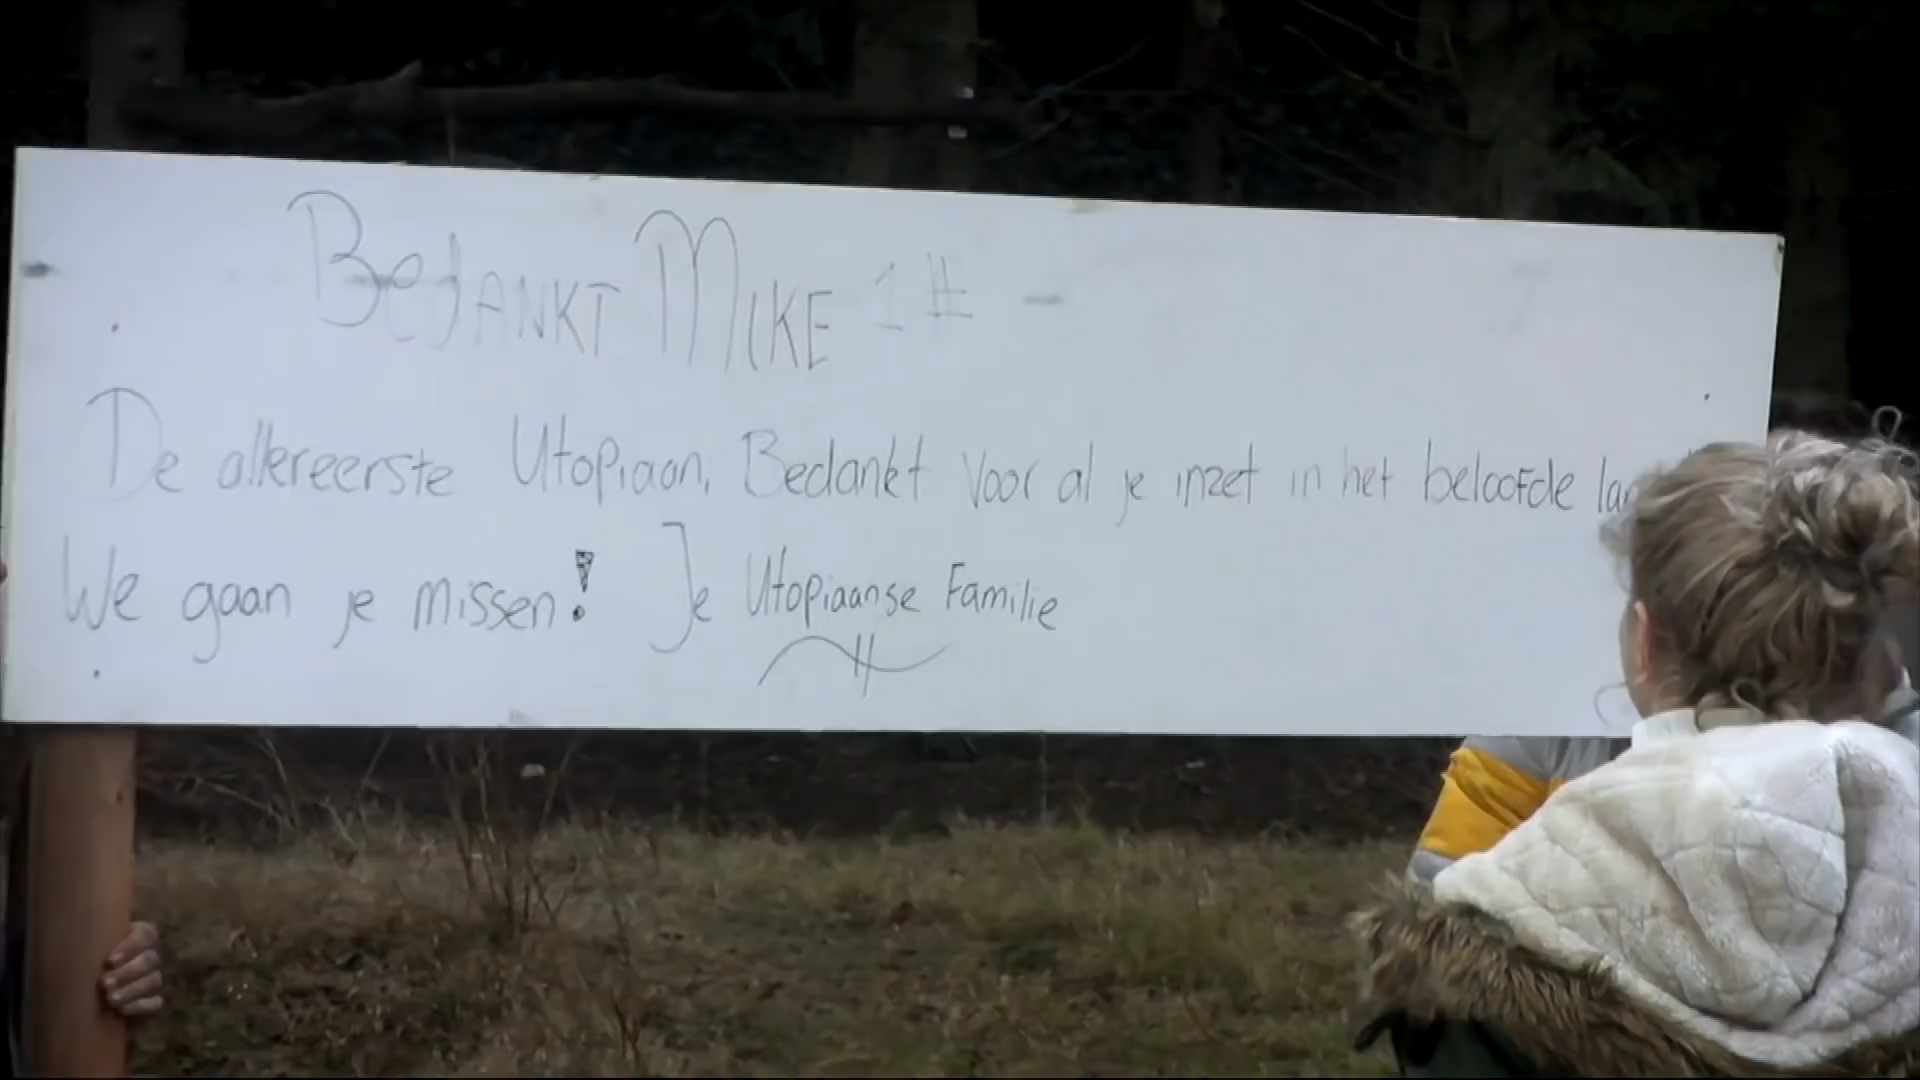 Bedankt Mike 1#
De allereerste Utopiaan, Bedankt voor al je inzet in het beloofde
We gaan je missen! Je Utopiaanse Familie